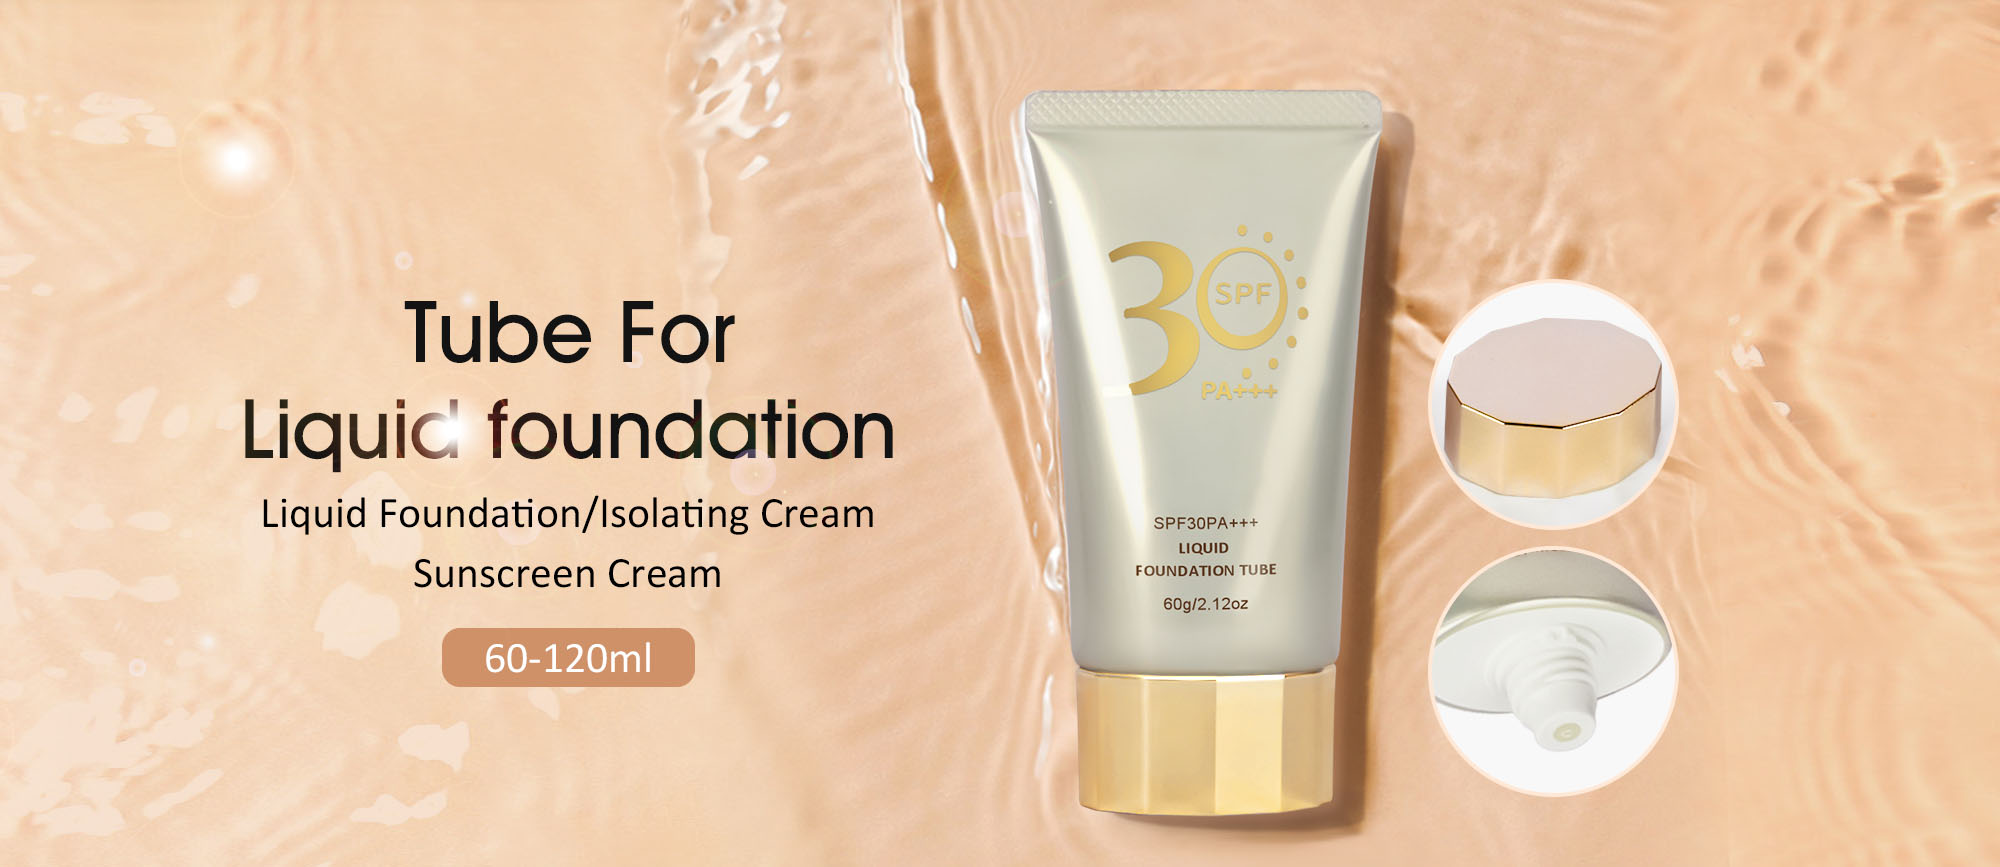 Tube For
Liquid foundation
Liquid Foundation/Isolating Cream
Sunscreen Cream
60-120ml
30
SPF
PA+++
SPF30PA+++
LIQUID
FOUNDATION TUBE
60g/2.12oz